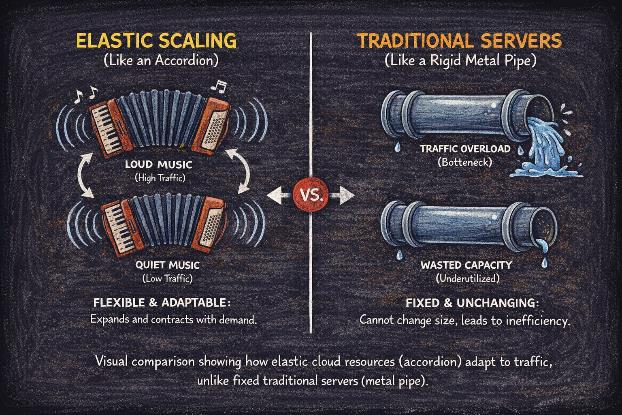 ELASTIC SCALING
(Like an Accordion)
LOUD MUSIC
(High Traffic)
QUIET MUSIC
(Low Traffic)
FLEXIBLE & ADAPTABLE:
Expands and contracts with demand.
VS.
TRADITIONAL SERVERS
(Like a Rigid Metal Pipe)
TRAFFIC OVERLOAD
(Botteneck)
WASTED CAPACITY
(Underutilized)
FIXED & UNCHANGING:
Cannot change size, leads to inefficiency.
Visual comparison showing how elastic cloud resources (accordion) adapt to traffic,
unlike fixed traditional servers (metal pipe).